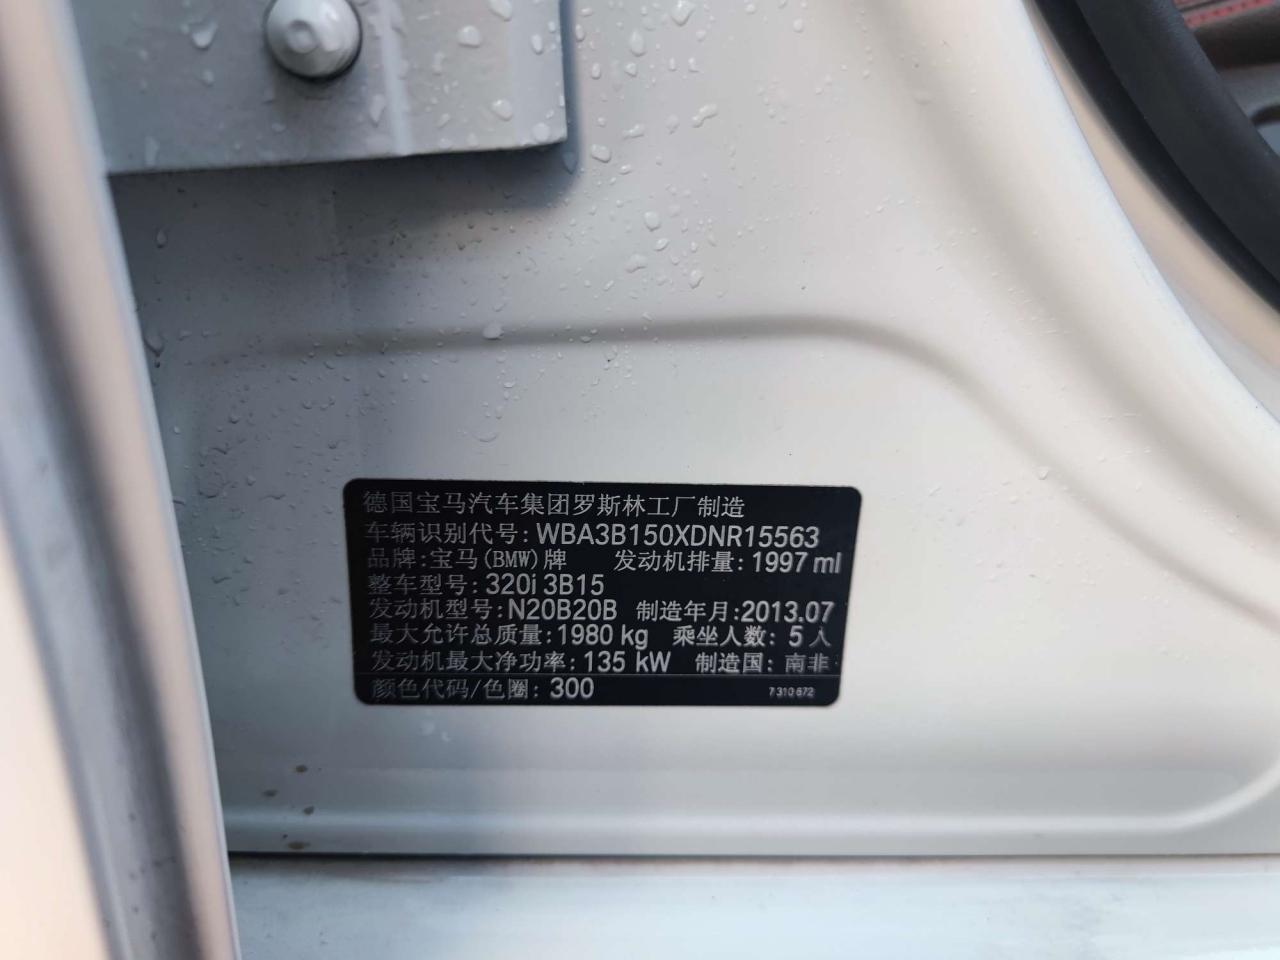 德国宝马汽车集团罗斯林工厂制造
车辆识别代号: WBA3B150XDNR15563
品牌:宝马(BMW)牌 发动机排量: 1997 ml
整车型号: 320i 3B15
发动机型号: N20B20B 制造年月:2013.07
最大允许总质量: 1980 kg 乘坐人数: 5 人
发动机最大净功率: 135 kW 制造国: 南非
颜色代码/色圈: 300 7310672